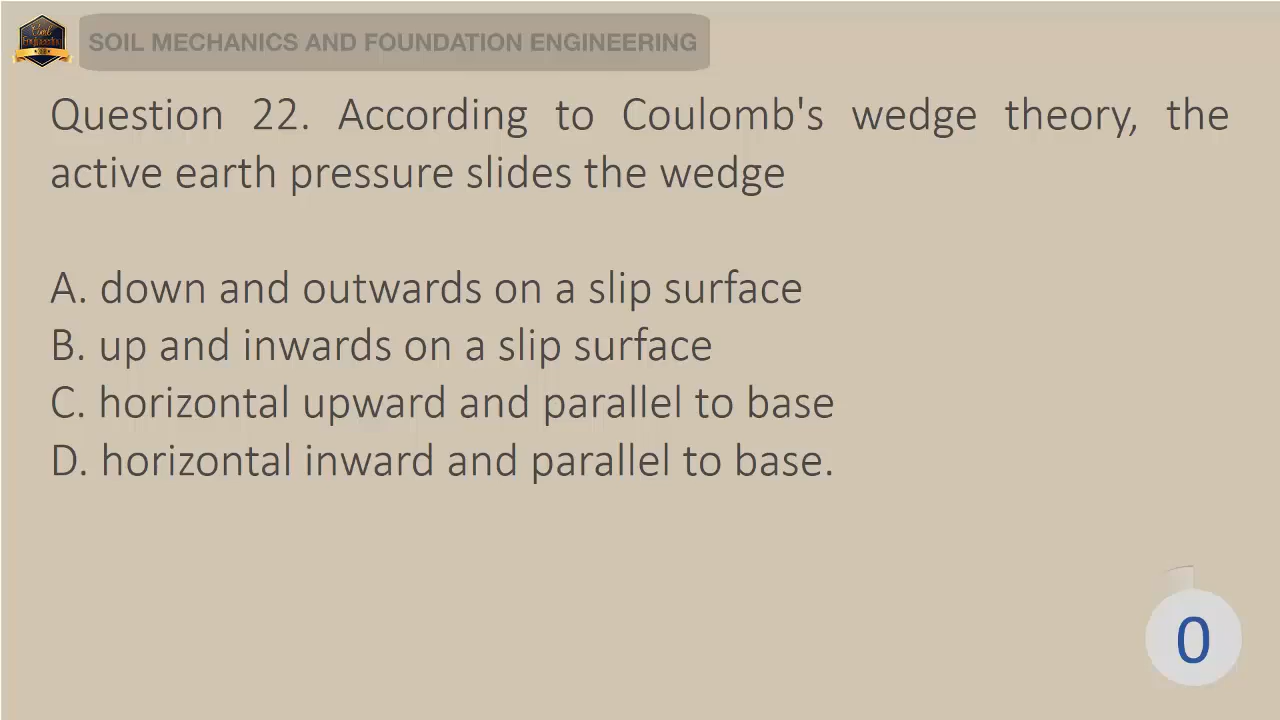 Civil
Engineering
SOIL MECHANICS AND FOUNDATION ENGINEERING
Question 22. According to Coulomb's wedge theory, the
active earth pressure slides the wedge
A. down and outwards on a slip surface
B. up and inwards on a slip surface
C. horizontal upward and parallel to base
D. horizontal inward and parallel to base.
0